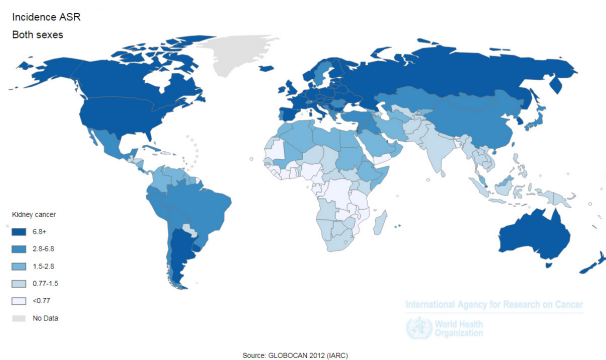 Incidence ASR
Both sexes
Kidney cancer
6.8+
2.8-6.8
1.5-2.8
0.77-1.5
<0.77
No Data
International Agency for Research on Cancer
World Health
Organization
Source: GLOBOCAN 2012 (IARC)